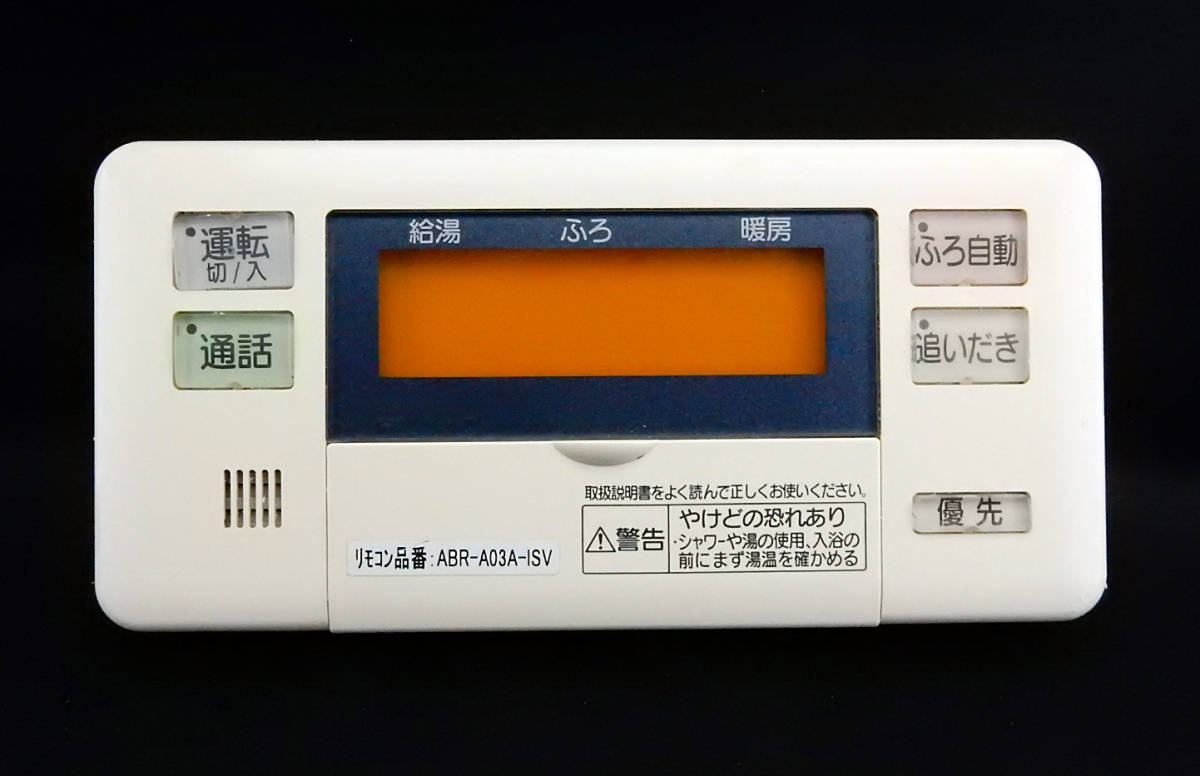 運転
切/入
通話
給湯 ふろ 暖房
ふろ自動
追いだき
優先
取扱説明書をよく読んで正しくお使いください。
警告
やけどの恐れあり
・シャワーや湯の使用、入浴の
前にまず湯温を確かめる
リモコン品番:ABR-A03A-ISV